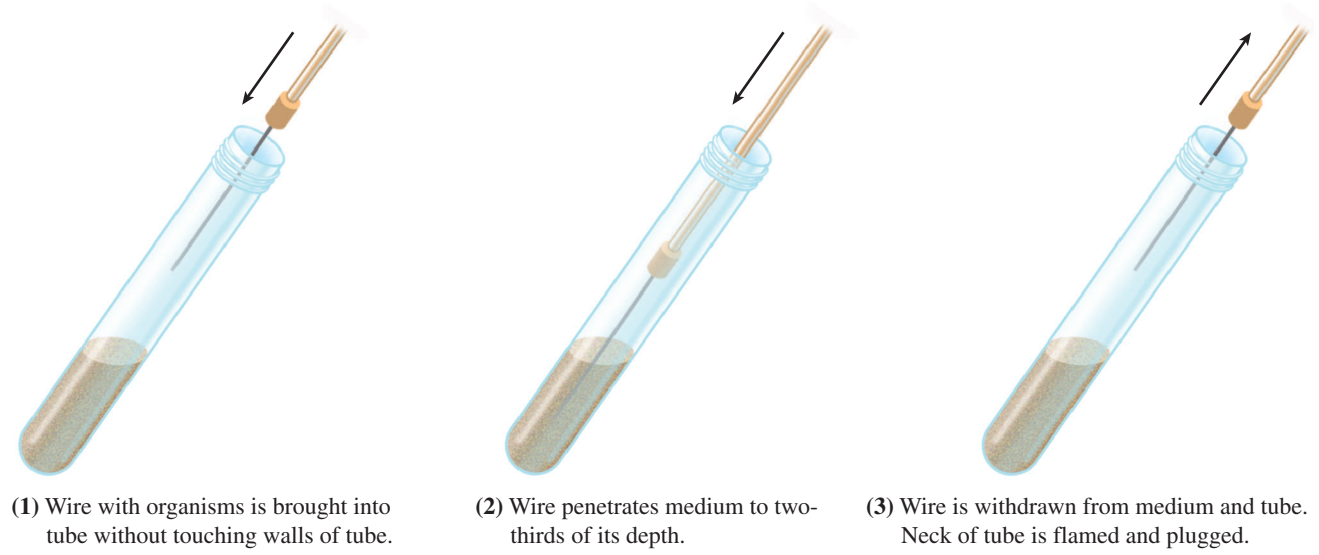 (1) Wire with organisms is brought into
tube without touching walls of tube.
(2) Wire penetrates medium to two-
thirds of its depth.
(3) Wire is withdrawn from medium and tube.
Neck of tube is flamed and plugged.